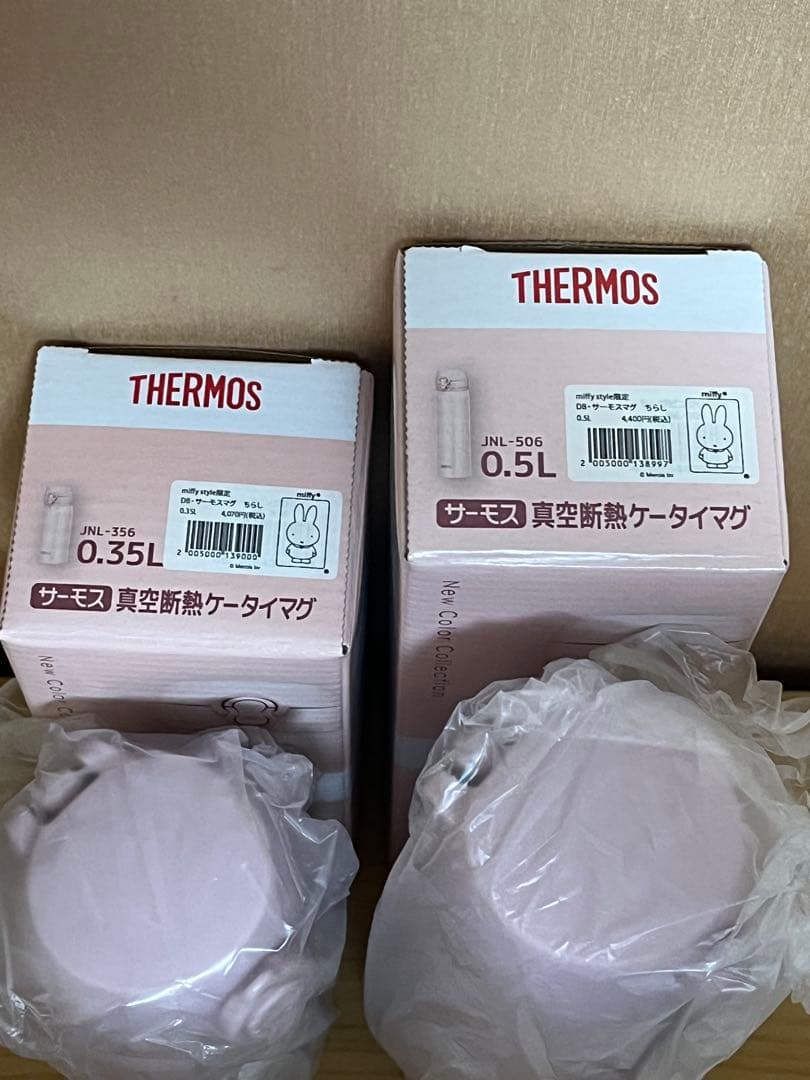 THERMOS
JNL-356
0.35L
miffy style限定
DB・サーモスマグ ちらし
0.35L 4,070円(税込)
2 005000 139000
miffy®
© Mercis bv
サーモス 真空断熱ケータイマグ
New Color C
THERMOS
JNL-506
0.5L
miffy style限定
DB・サーモスマグ ちらし
0.5L 4,400円(税込)
2 005000 138997
miffy®
© Mercis bv
サーモス 真空断熱ケータイマグ
New Color Collection